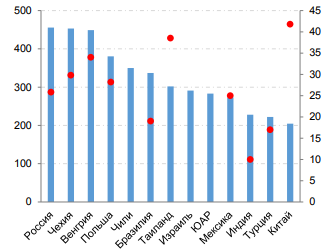 500
400
300
200
100
0
45
40
35
30
25
20
15
10
5
0
Россия
Чехия
Венгрия
Польша
Чили
Бразилия
Таиланд
Израиль
ЮАР
Мексика
Индия
Турция
Китай